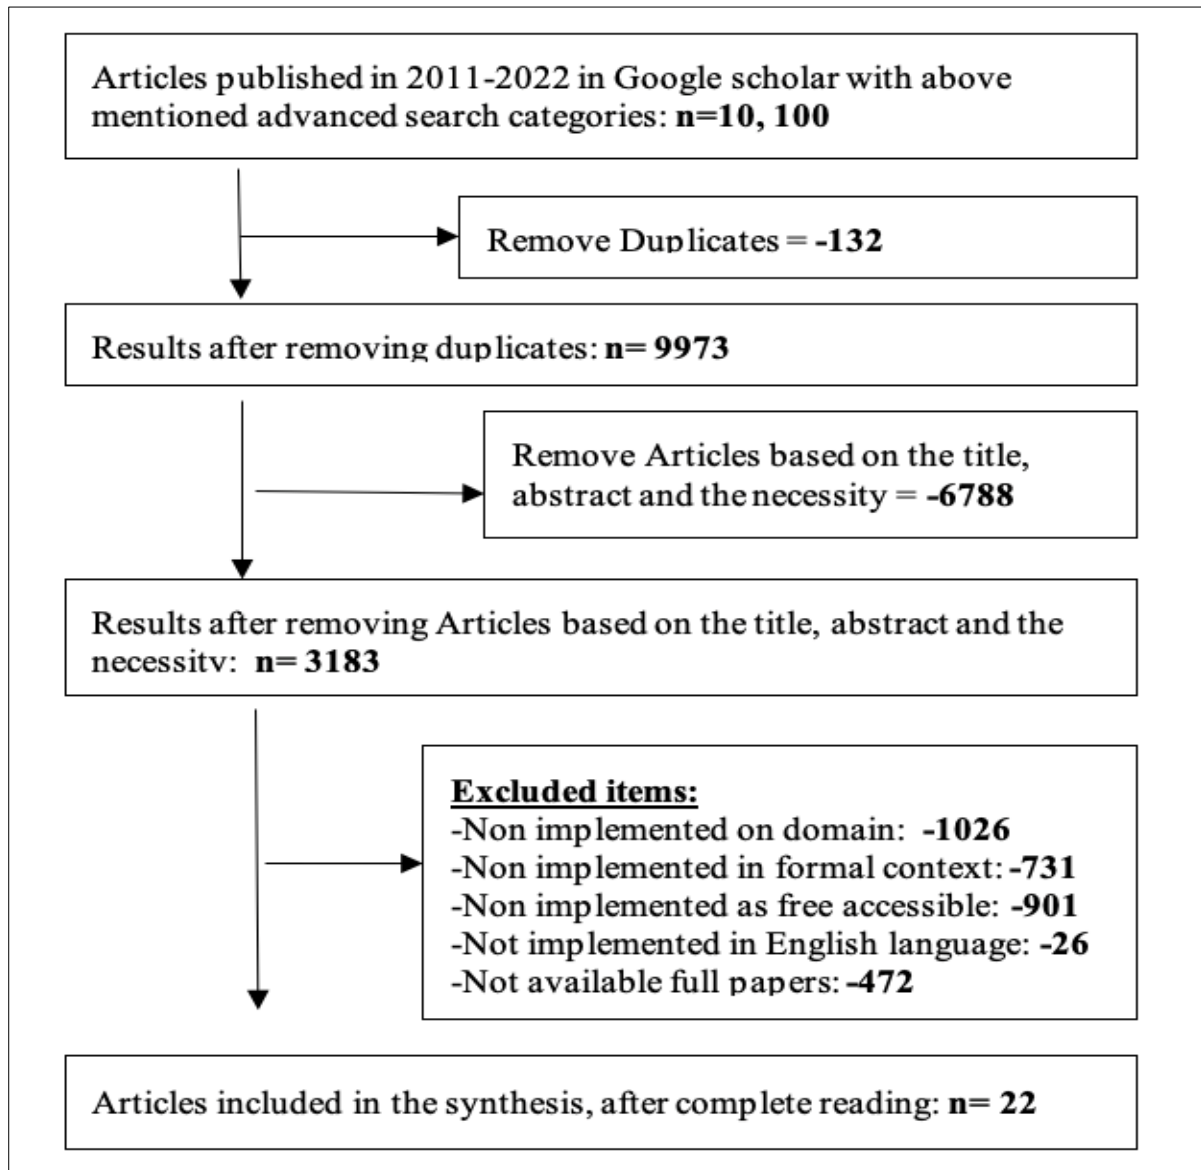 Articles published in 2011-2022 in Google scholar with above
mentioned advanced search categories: n=10, 100
Remove Duplicates = -132
Results after removing duplicates: n= 9973
Remove Articles based on the title,
abstract and the necessity = -6788
Results after removing Articles based on the title, abstract and the
necessity: n= 3183
Excluded items:
-Non implemented on domain: -1026
-Non implemented in formal context: -731
-Non implemented as free accessible: -901
-Not implemented in English language: -26
-Not available full papers: -472
Articles included in the synthesis, after complete reading: n= 22